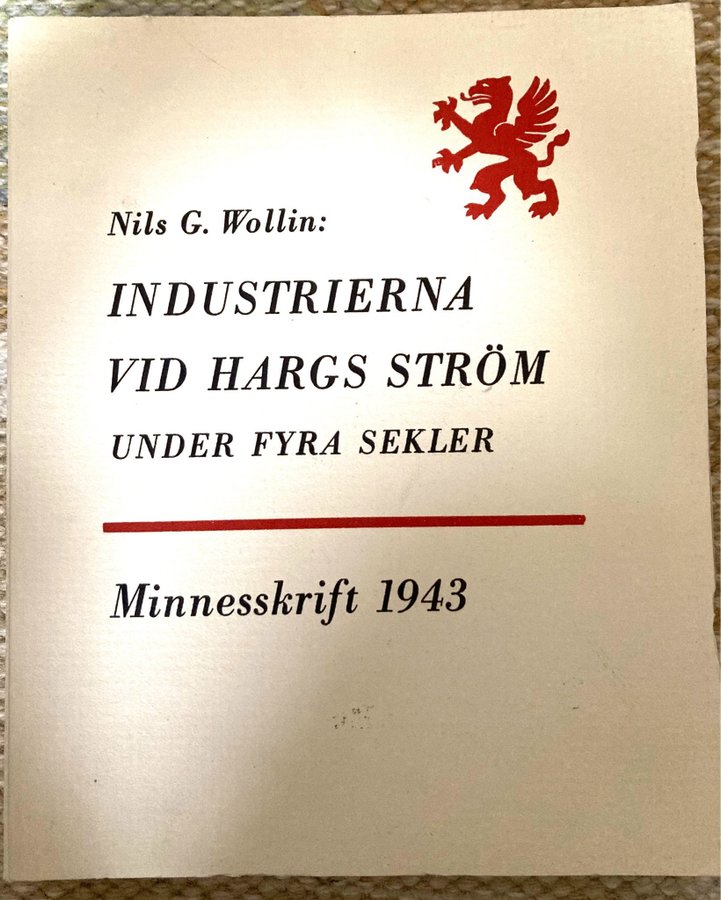 Nils G. Wollin:
INDUSTRIERNA
VID HARGS STRÖM
UNDER FYRA SEKLER
Minnesskrift 1943